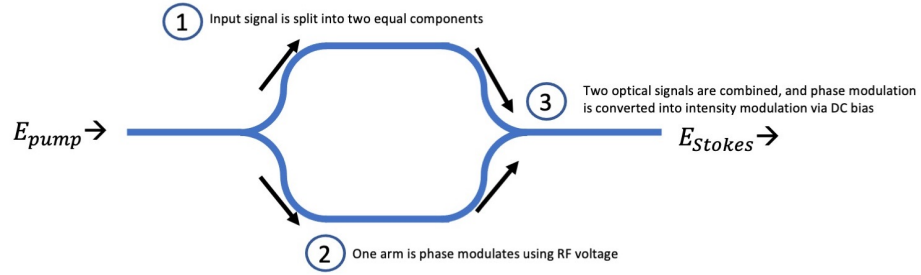 1 Input signal is split into two equal components
3 Two optical signals are combined, and phase modulation
is converted into intensity modulation via DC bias
E_pump→
E_Stokes→
2 One arm is phase modulates using RF voltage